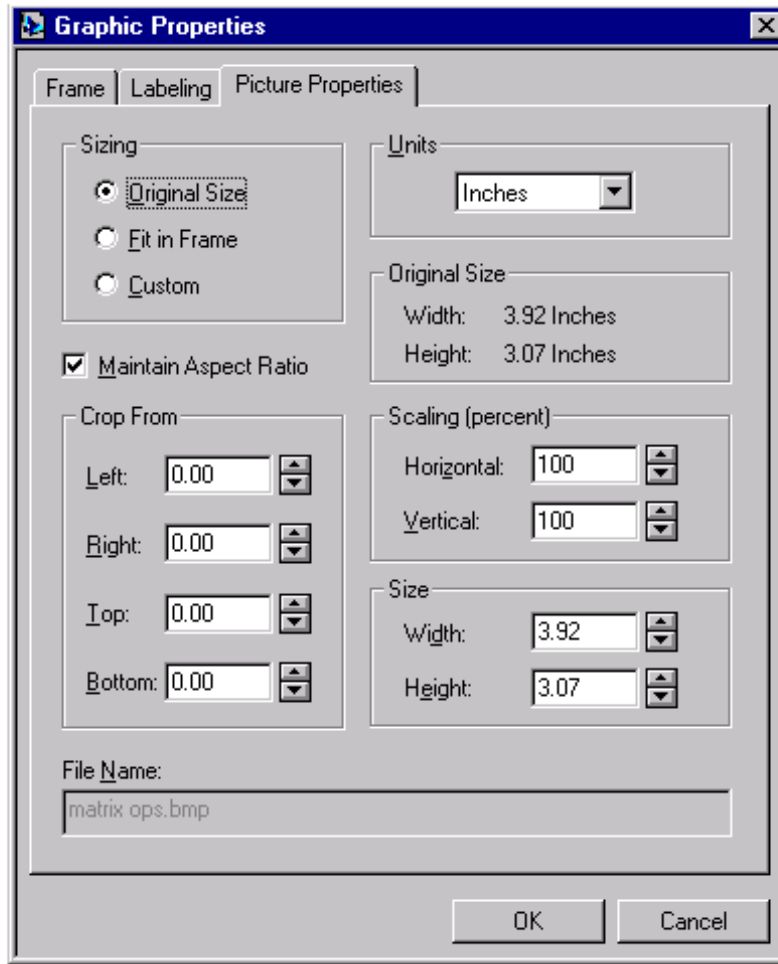 Graphic Properties
Frame Labeling Picture Properties
Sizing
Original Size
Fit in Frame
Custom
Units
Inches
Original Size
Width: 3.92 Inches
Height: 3.07 Inches
Maintain Aspect Ratio
Crop From
Left: 0.00
Right: 0.00
Top: 0.00
Bottom: 0.00
Scaling (percent)
Horizontal: 100
Vertical: 100
Size
Width: 3.92
Height: 3.07
File Name:
matrix ops.bmp
OK Cancel